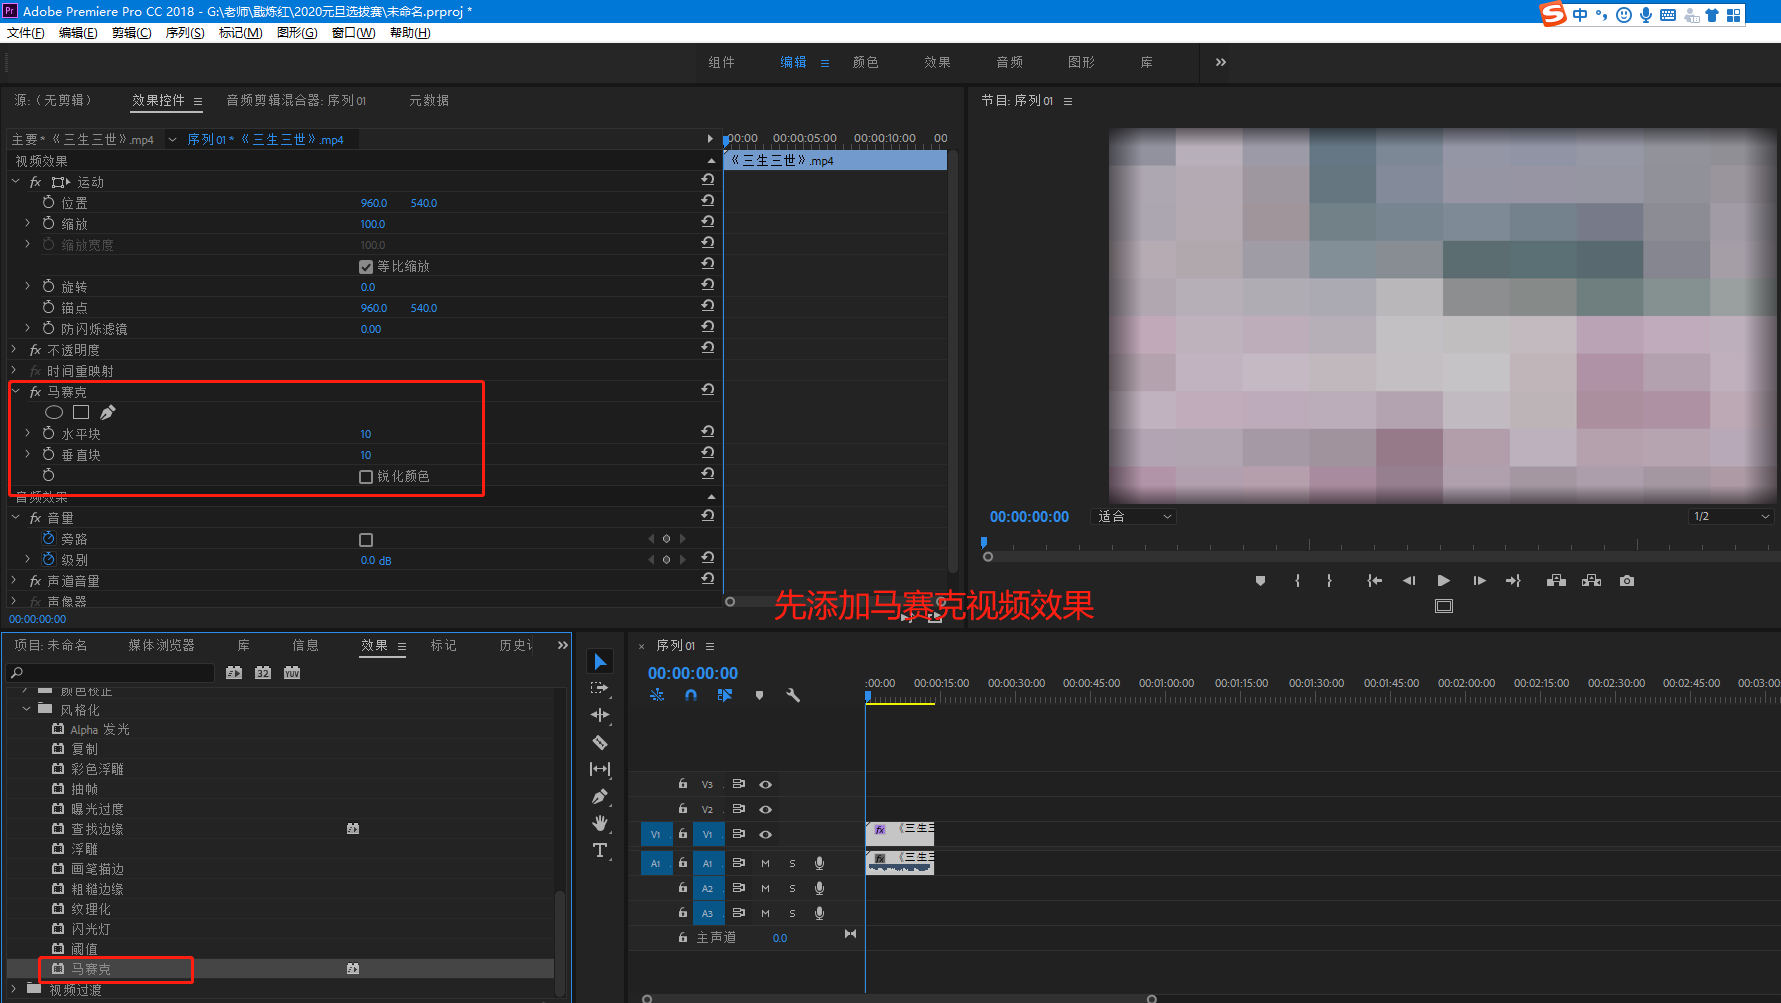 Pr Adobe Premiere Pro CC 2018 - G:\老师\戬炼红\2020元旦选拔赛\未命名.prproj *
中
文件(F) 编辑(E) 剪辑(C) 序列(S) 标记(M) 图形(G) 窗口(W) 帮助(H)
组件 编辑 颜色 效果 音频 图形 库
源:（无剪辑） 效果控件 音频剪辑混合器: 序列 01 元数据
节目: 序列 01
主要 * 《三生三世》.mp4 序列 01 * 《三生三世》.mp4
:00:00 00:00:05:00 00:00:10:00 00
视频效果
《三生三世》.mp4
fx 运动
位置 960.0 540.0
缩放 100.0
缩放宽度 100.0
等比缩放
旋转 0.0
锚点 960.0 540.0
防闪烁滤镜 0.00
fx 不透明度
fx 时间重映射
fx 马赛克
水平块 10
垂直块 10
锐化颜色
音频效果
fx 音量
旁路
级别 0.0 dB
fx 声道音量
fx 声像器
00:00:00:00
00:00:00:00 适合 1/2
先添加马赛克视频效果
项目: 未命名 媒体浏览器 库 信息 效果 标记 历史
32 YUV
颜色校正
风格化
Alpha 发光
复制
彩色浮雕
抽帧
曝光过度
查找边缘
浮雕
画笔描边
粗糙边缘
纹理化
闪光灯
阈值
马赛克
视频过渡
T
× 序列 01
00:00:00:00
:00:00 00:00:15:00 00:00:30:00 00:00:45:00 00:01:00:00 00:01:15:00 00:01:30:00 00:01:45:00 00:02:00:00 00:02:15:00 00:02:30:00 00:02:45:00 00:03:00
V3
V2
V1 V1 fx 《三生三
A1 A1 M S fx 《三生三
A2 M S
A3 M S
主声道 0.0